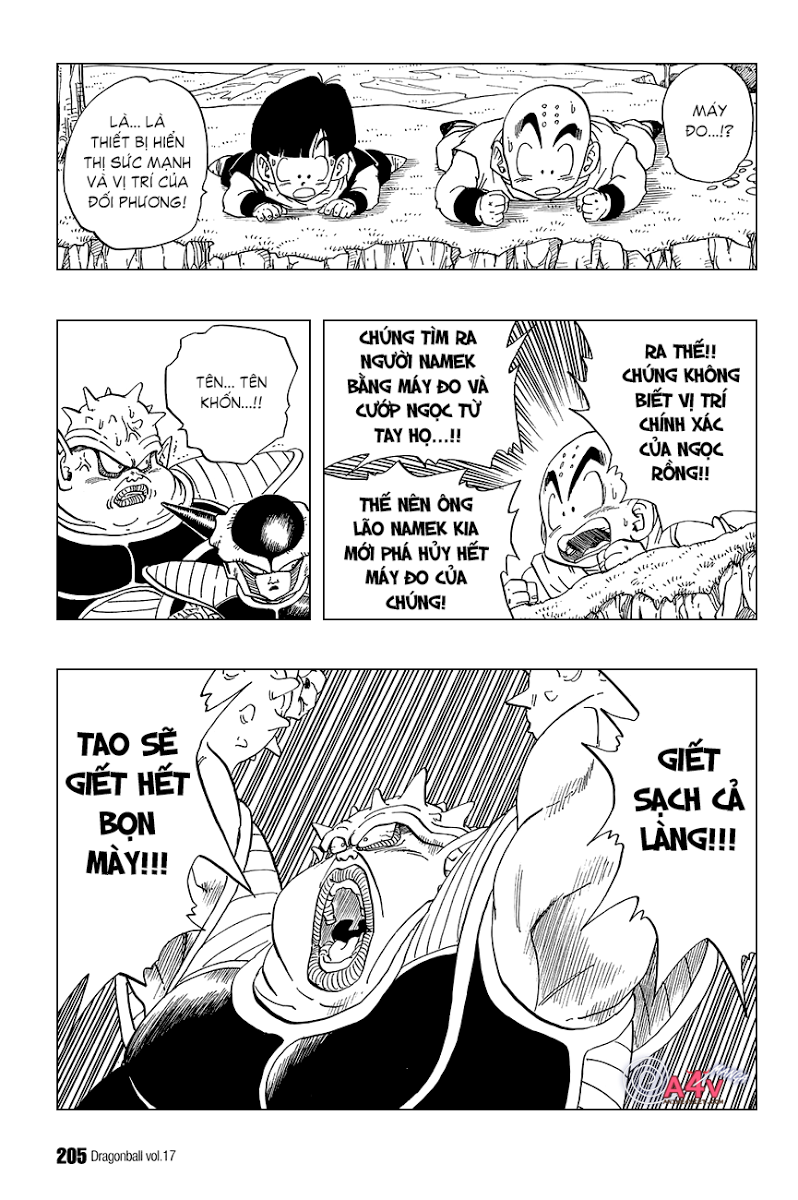 MÁY
ĐO...!?
LÀ... LÀ
THIẾT BỊ HIỂN
THỊ SỨC MẠNH
VÀ VỊ TRÍ CỦA
ĐỐI PHƯƠNG!
RA THẾ!!
CHÚNG KHÔNG
BIẾT VỊ TRÍ
CHÍNH XÁC
CỦA NGỌC
RỒNG!!
CHÚNG TÌM RA
NGƯỜI NAMEK
BẰNG MÁY ĐO VÀ
CƯỚP NGỌC TỪ
TAY HỌ...!!
THẾ NÊN ÔNG
LÃO NAMEK KIA
MỚI PHÁ HỦY HẾT
MÁY ĐO CỦA
CHÚNG!
TÊN... TÊN
KHỐN...!!
GIẾT
SẠCH CẢ
LÀNG!!!
TAO SẼ
GIẾT HẾT
BỌN
MÀY!!!
A4V
205 Dragonball vol.17